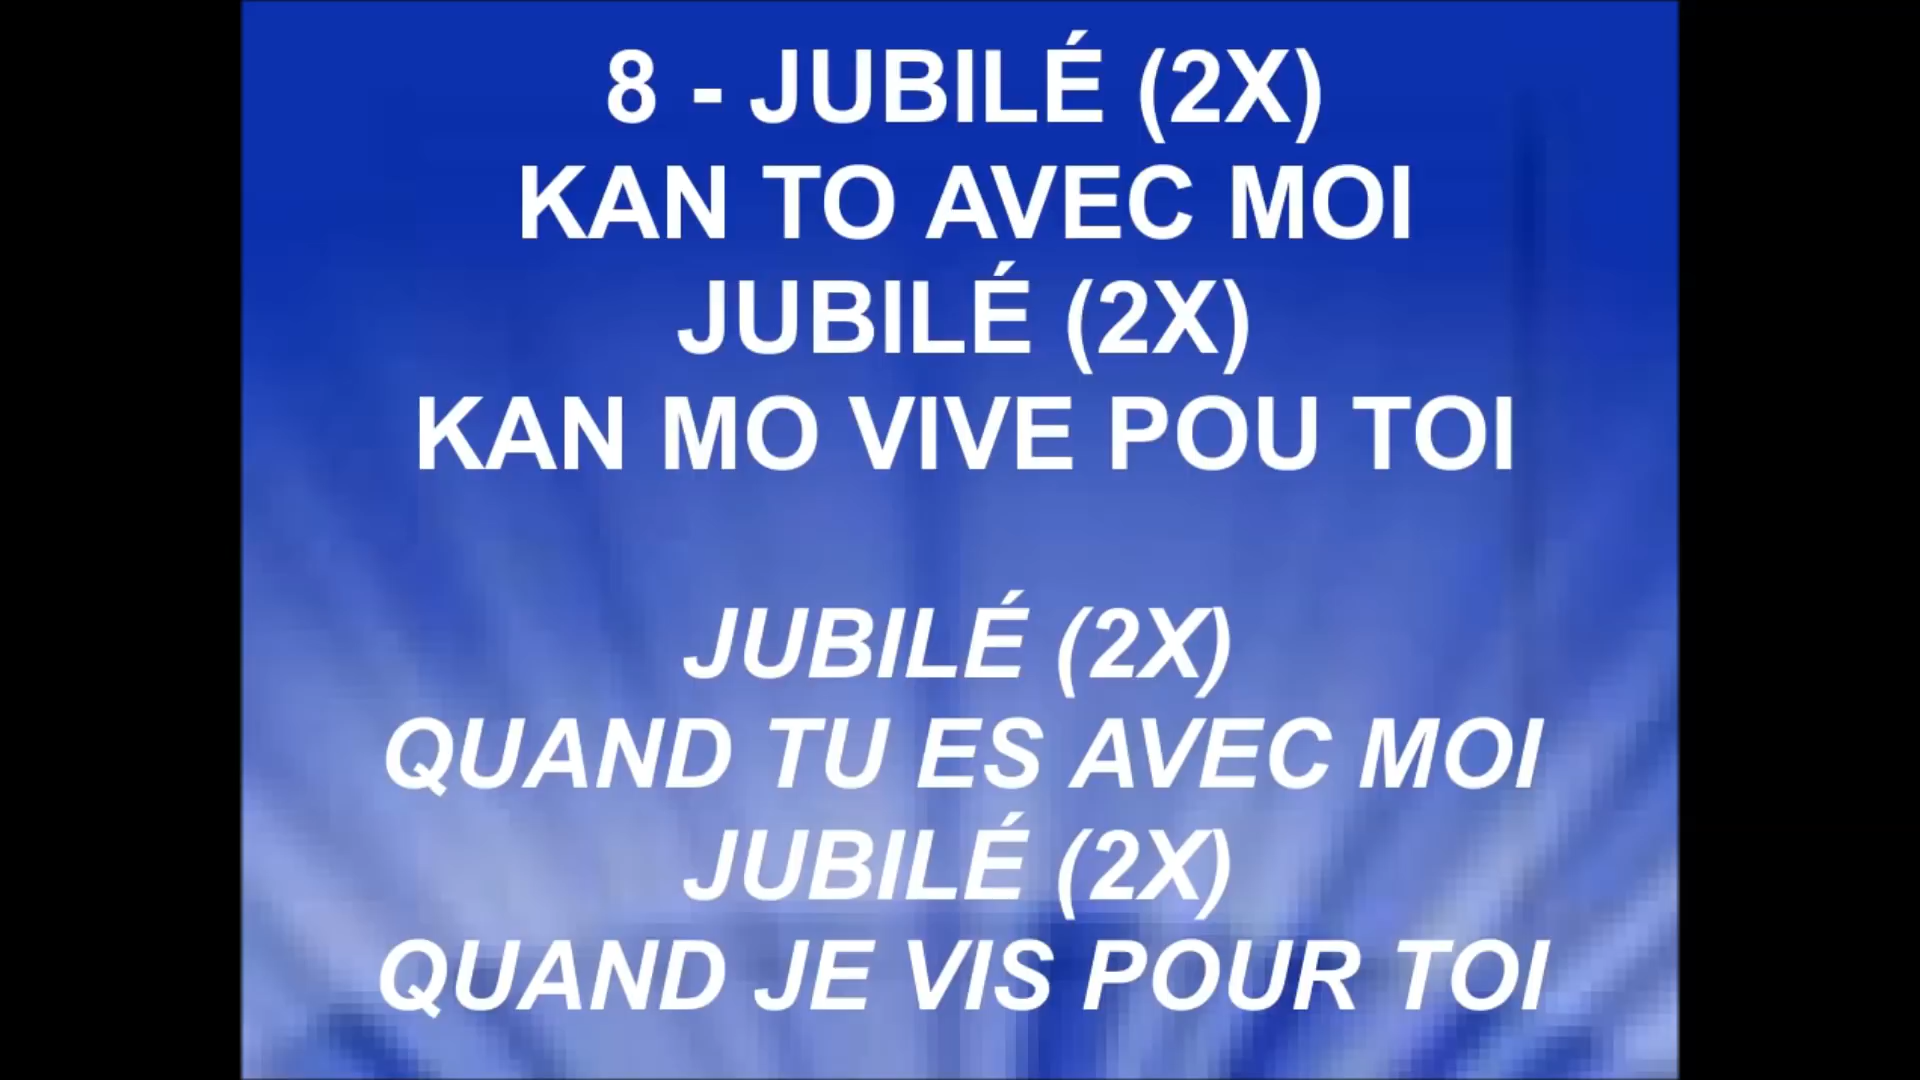 8 - JUBILÉ (2X)
KAN TO AVEC MOI
JUBILÉ (2X)
KAN MO VIVE POU TOI
JUBILÉ (2X)
QUAND TU ES AVEC MOI
JUBILÉ (2X)
QUAND JE VIS POUR TOI